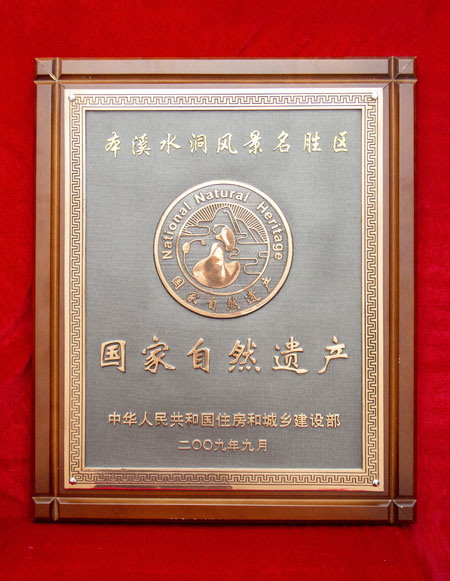 本溪水洞风景名胜区
National Natural Heritage
国家自然遗产
国家自然遗产
中华人民共和国住房和城乡建设部
二〇〇九年九月